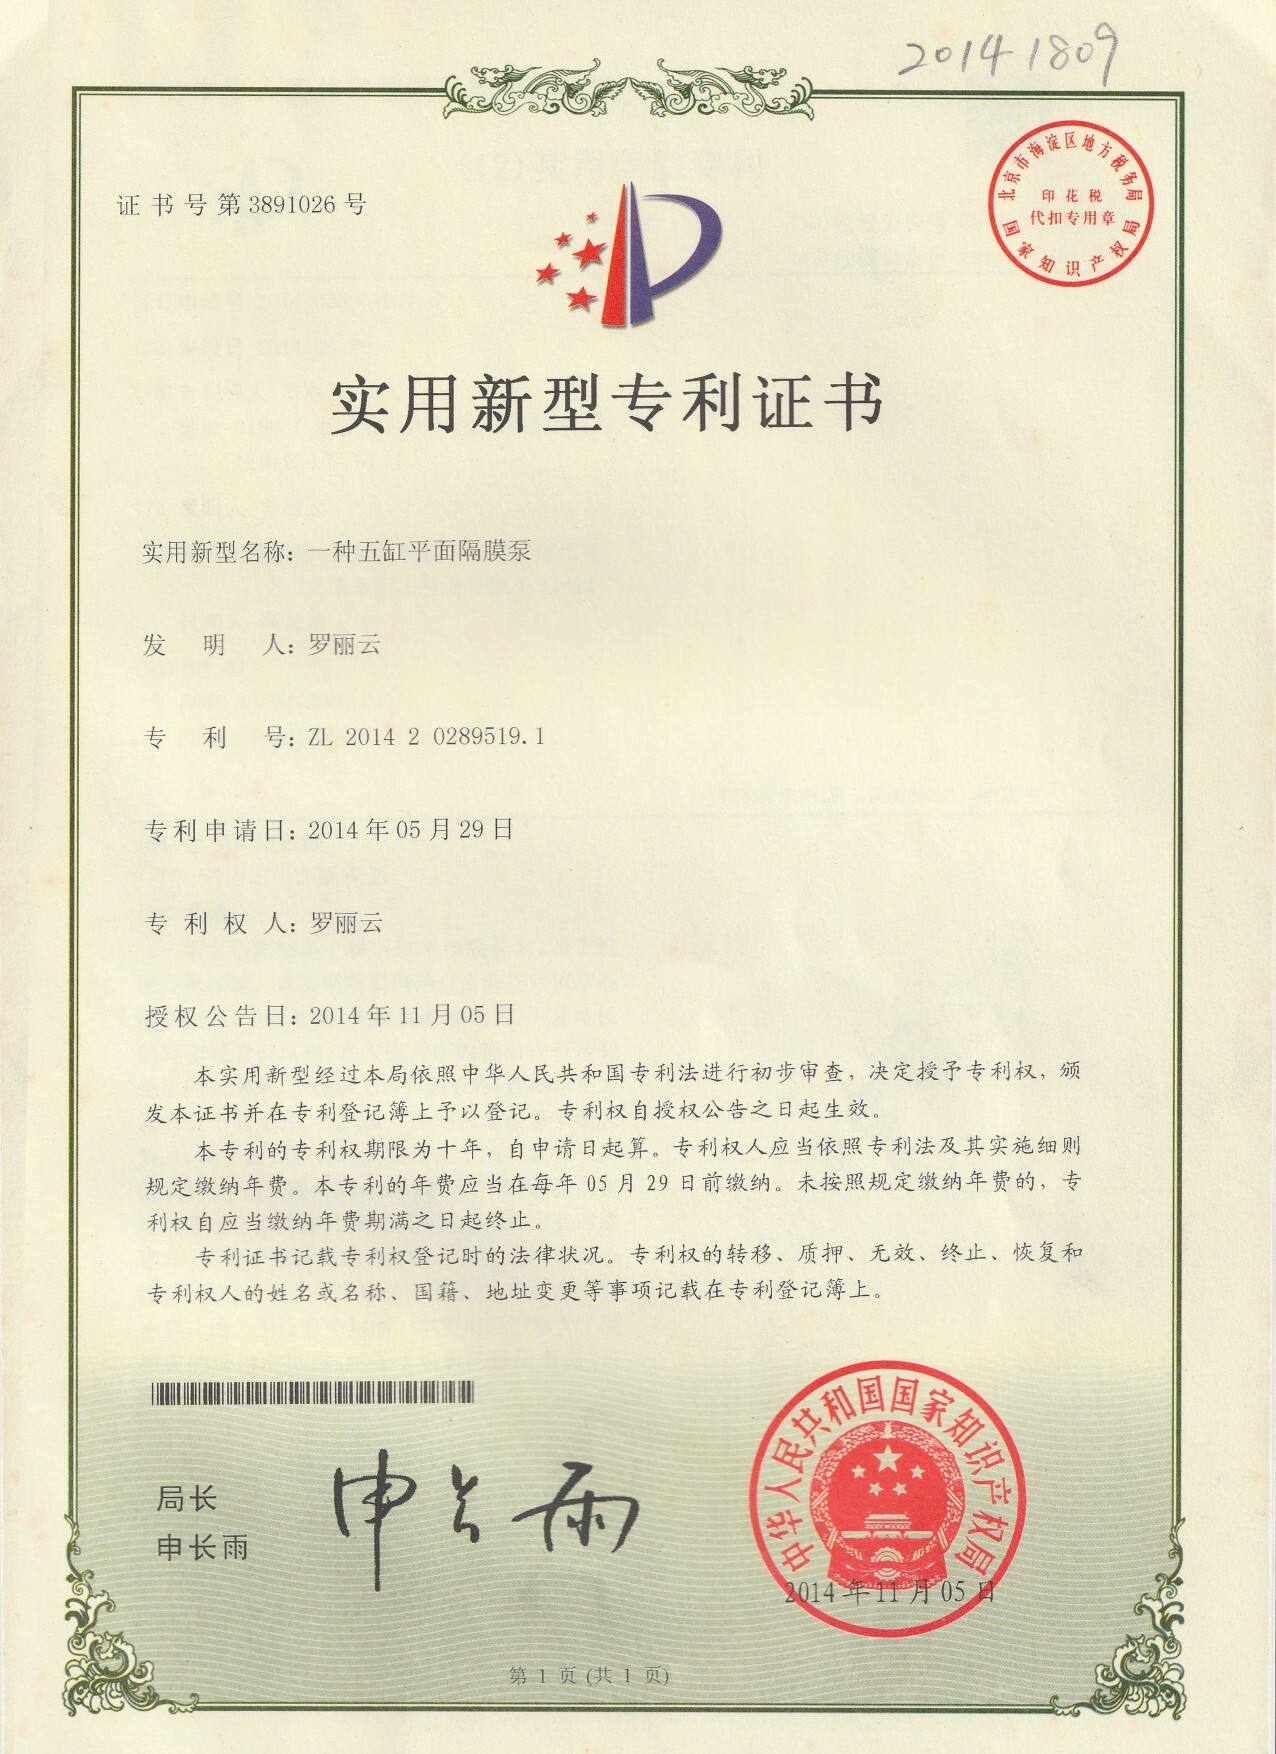 20141809
证书号第3891026号
北京市海淀区地方税务局
印花税
代扣专用章
国家知识产权局
实用新型专利证书
实用新型名称：一种五缸平面隔膜泵
发明人：罗丽云
专利号：ZL 2014 2 0289519.1
专利申请日：2014年05月29日
专利权人：罗丽云
授权公告日：2014年11月05日
本实用新型经过本局依照中华人民共和国专利法进行初步审查，决定授予专利权，颁
发本证书并在专利登记簿上予以登记。专利权自授权公告之日起生效。
本专利的专利权期限为十年，自申请日起算。专利权人应当依照专利法及其实施细则
规定缴纳年费。本专利的年费应当在每年05月29日前缴纳。未按照规定缴纳年费的，专
利权自应当缴纳年费期满之日起终止。
专利证书记载专利权登记时的法律状况。专利权的转移、质押、无效、终止、恢复和
专利权人的姓名或名称、国籍、地址变更等事项记载在专利登记簿上。
局长
申长雨
申长雨
中华人民共和国国家知识产权局
2014年11月05日
第 1 页 (共 1 页)